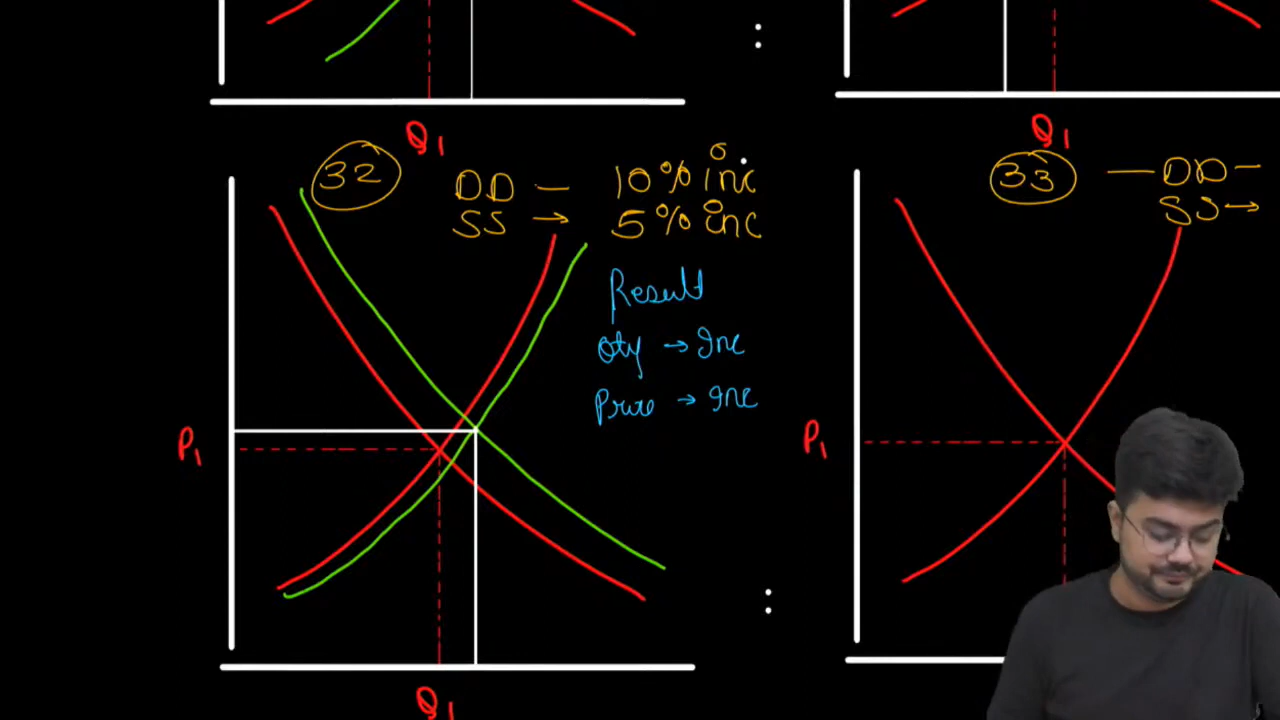 Q1
Q1
32
DD — 10% inc
SS → 5% inc
Result
Qty → Inc
Price → Inc
P1
Q1
33 — DD —
SS →
P1